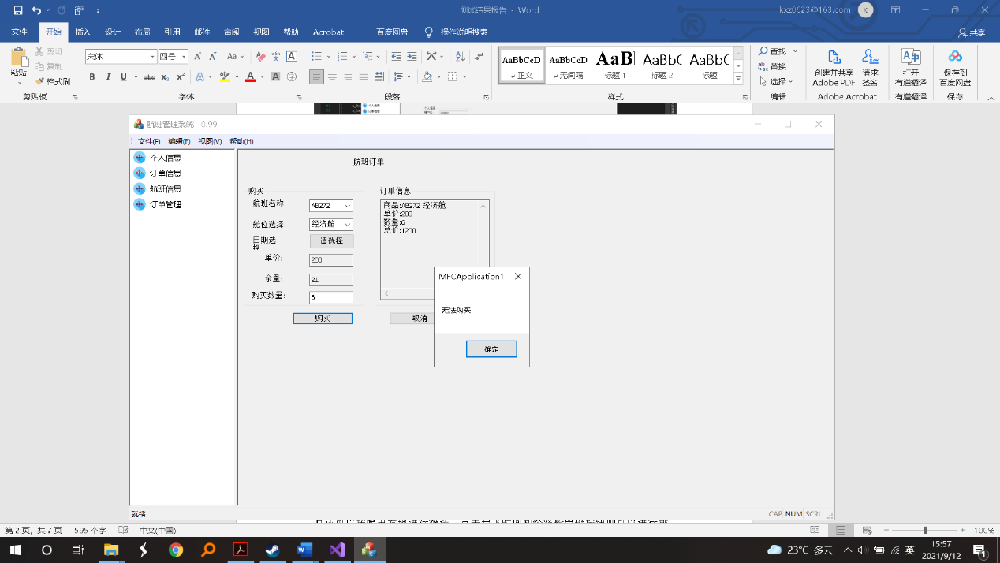 测试结果报告 - Word
kxz0623@163.com K
文件 开始 插入 设计 布局 引用 邮件 审阅 视图 帮助 Acrobat 百度网盘 操作说明搜索 共享
粘贴 剪切 复制 格式刷
宋体 四号
AaBbCcD 正文 AaBbCcD 无间隔 AaBl 标题 1 AaBbC 标题 2 AaBbC 标题
查找 替换 选择
创建并共享 Adobe PDF
请求 签名
打开 有道翻译
保存到 百度网盘
剪贴板 字体 段落 样式 编辑 Adobe Acrobat 有道翻译 保存
航班管理系统 - 0.99
文件(F) 编辑(E) 视图(V) 帮助(H)
个人信息
订单信息
航班信息
订单管理
航班订单
购买
航班名称: AB272
舱位选择: 经济舱
日期选 请选择
单价: 200
余量: 21
购买数量: 6
购买
订单信息
商品:AB272 经济舱
单价:200
数量:6
总价:1200
取消
MFCApplication1
无法购买
确定
就绪
CAP NUM SCRL
第 2 页, 共 7 页 595 个字 中文(中国) 100%
23°C 多云 英
15:57
2021/9/12
1